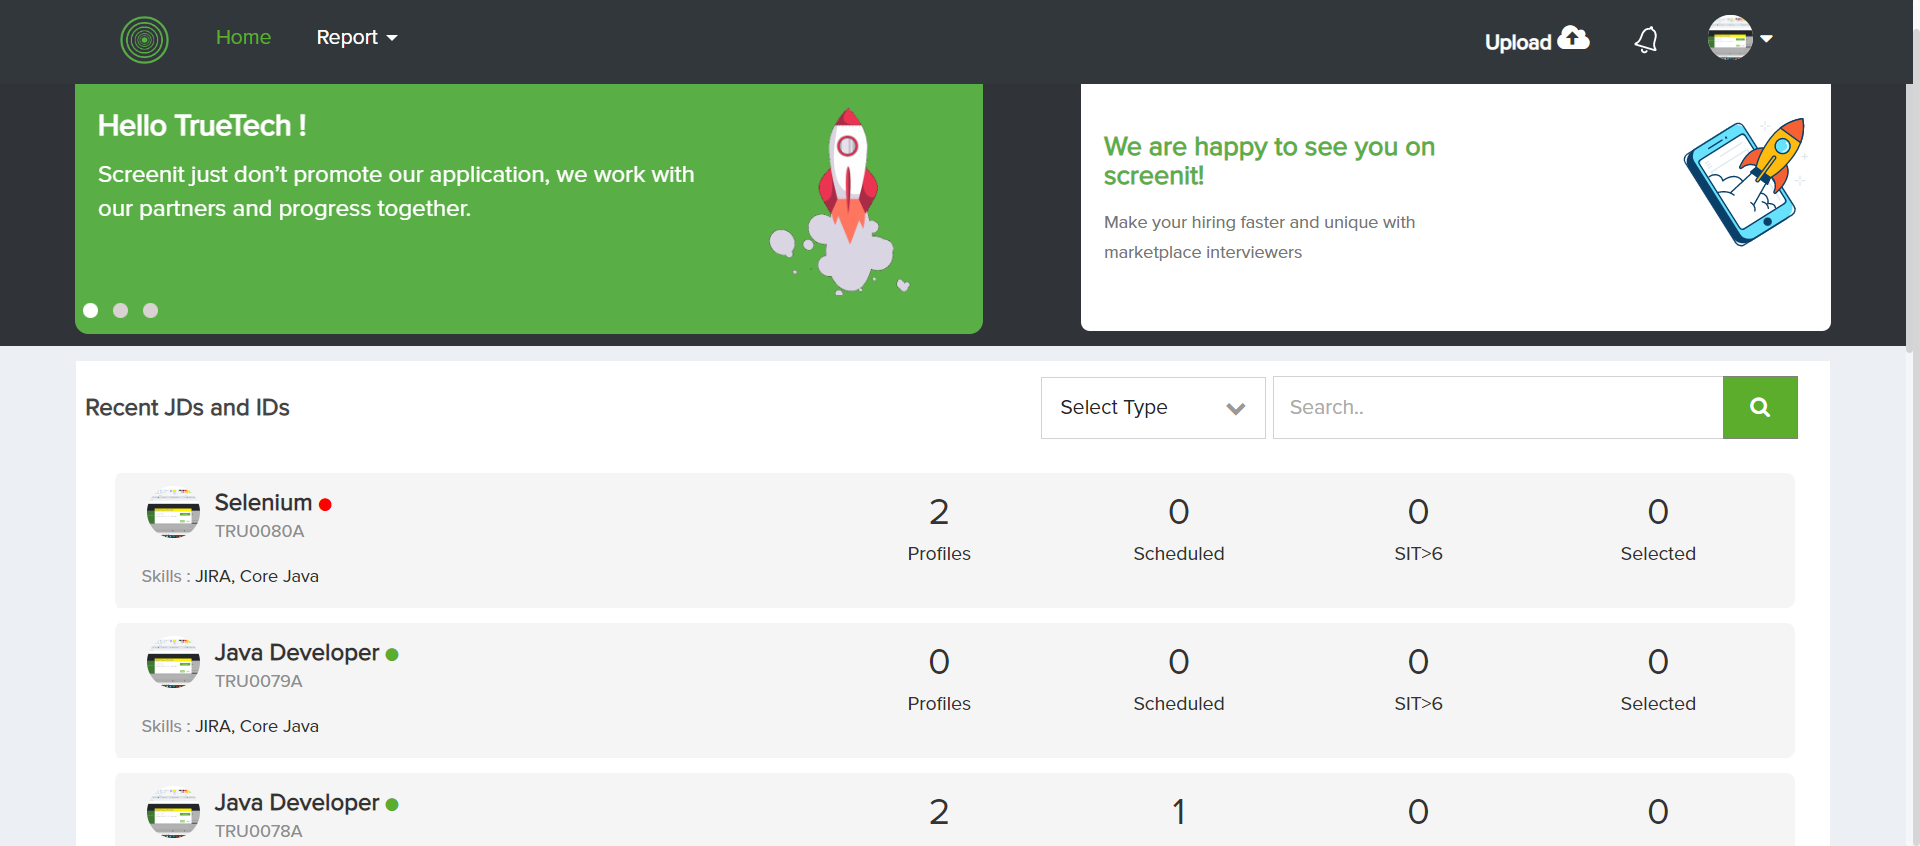 Home
Report
Upload
Hello TrueTech !
Screenit just don’t promote our application, we work with
our partners and progress together.
We are happy to see you on
screenit!
Make your hiring faster and unique with
marketplace interviewers
Recent JDs and IDs
Select Type
Search..
Selenium
TRU0080A
Skills : JIRA, Core Java
2
Profiles
0
Scheduled
0
SIT>6
0
Selected
Java Developer
TRU0079A
Skills : JIRA, Core Java
0
Profiles
0
Scheduled
0
SIT>6
0
Selected
Java Developer
TRU0078A
2
1
0
0